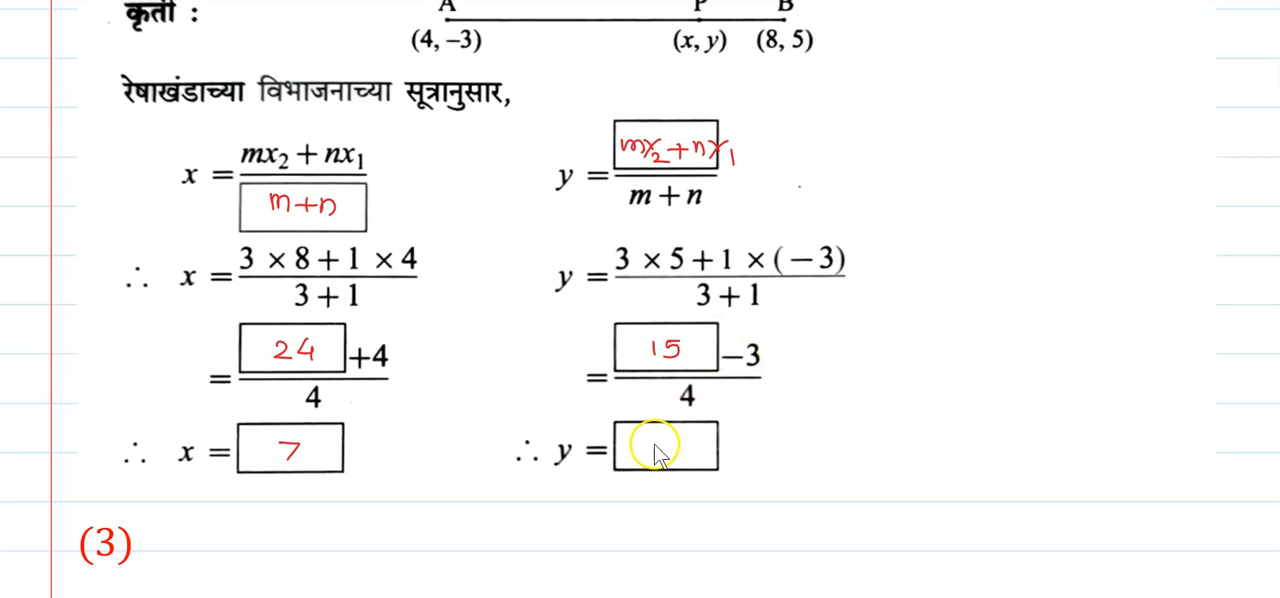 कृती :
A P B
(4, –3) (x, y) (8, 5)
रेषाखंडाच्या विभाजनाच्या सूत्रानुसार,
x = mx₂ + nx₁ / m+n
y = mx₂+nx₁ / m + n
∴ x = 3 × 8 + 1 × 4 / 3 + 1
y = 3 × 5 + 1 × (– 3) / 3 + 1
= 24 +4 / 4
= 15 –3 / 4
∴ x = 7
∴ y =
(3)